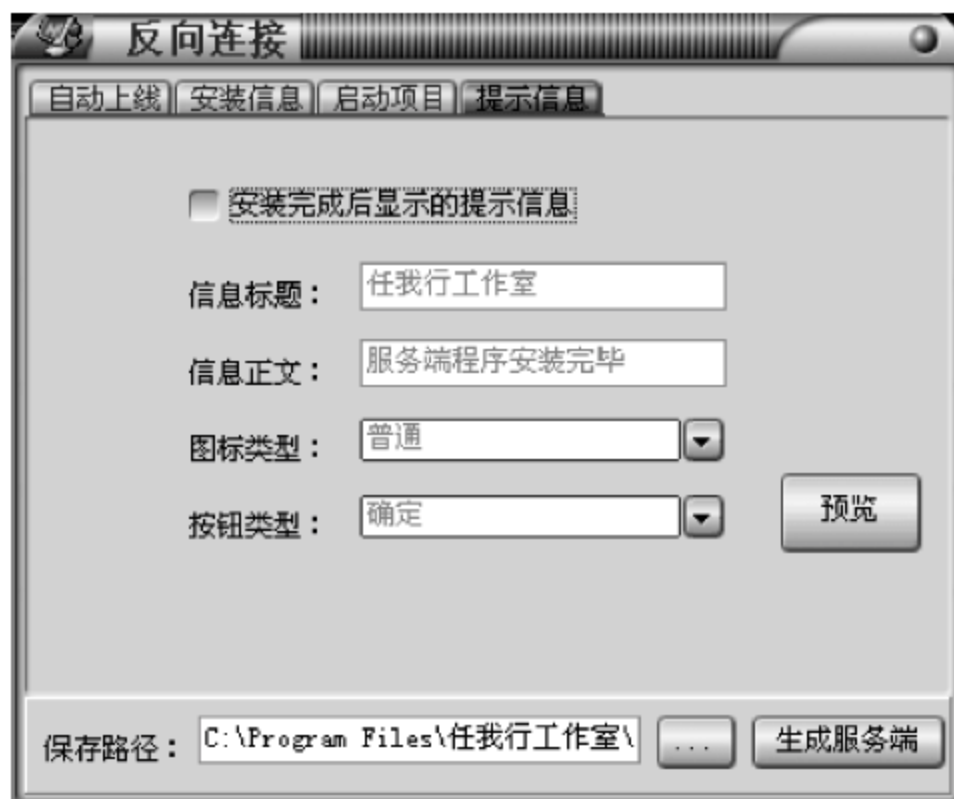 反向连接
自动上线 安装信息 启动项目 提示信息
安装完成后显示的提示信息
信息标题： 任我行工作室
信息正文： 服务端程序安装完毕
图标类型： 普通
按钮类型： 确定
预览
保存路径： C:\Program Files\任我行工作室\ ... 生成服务端